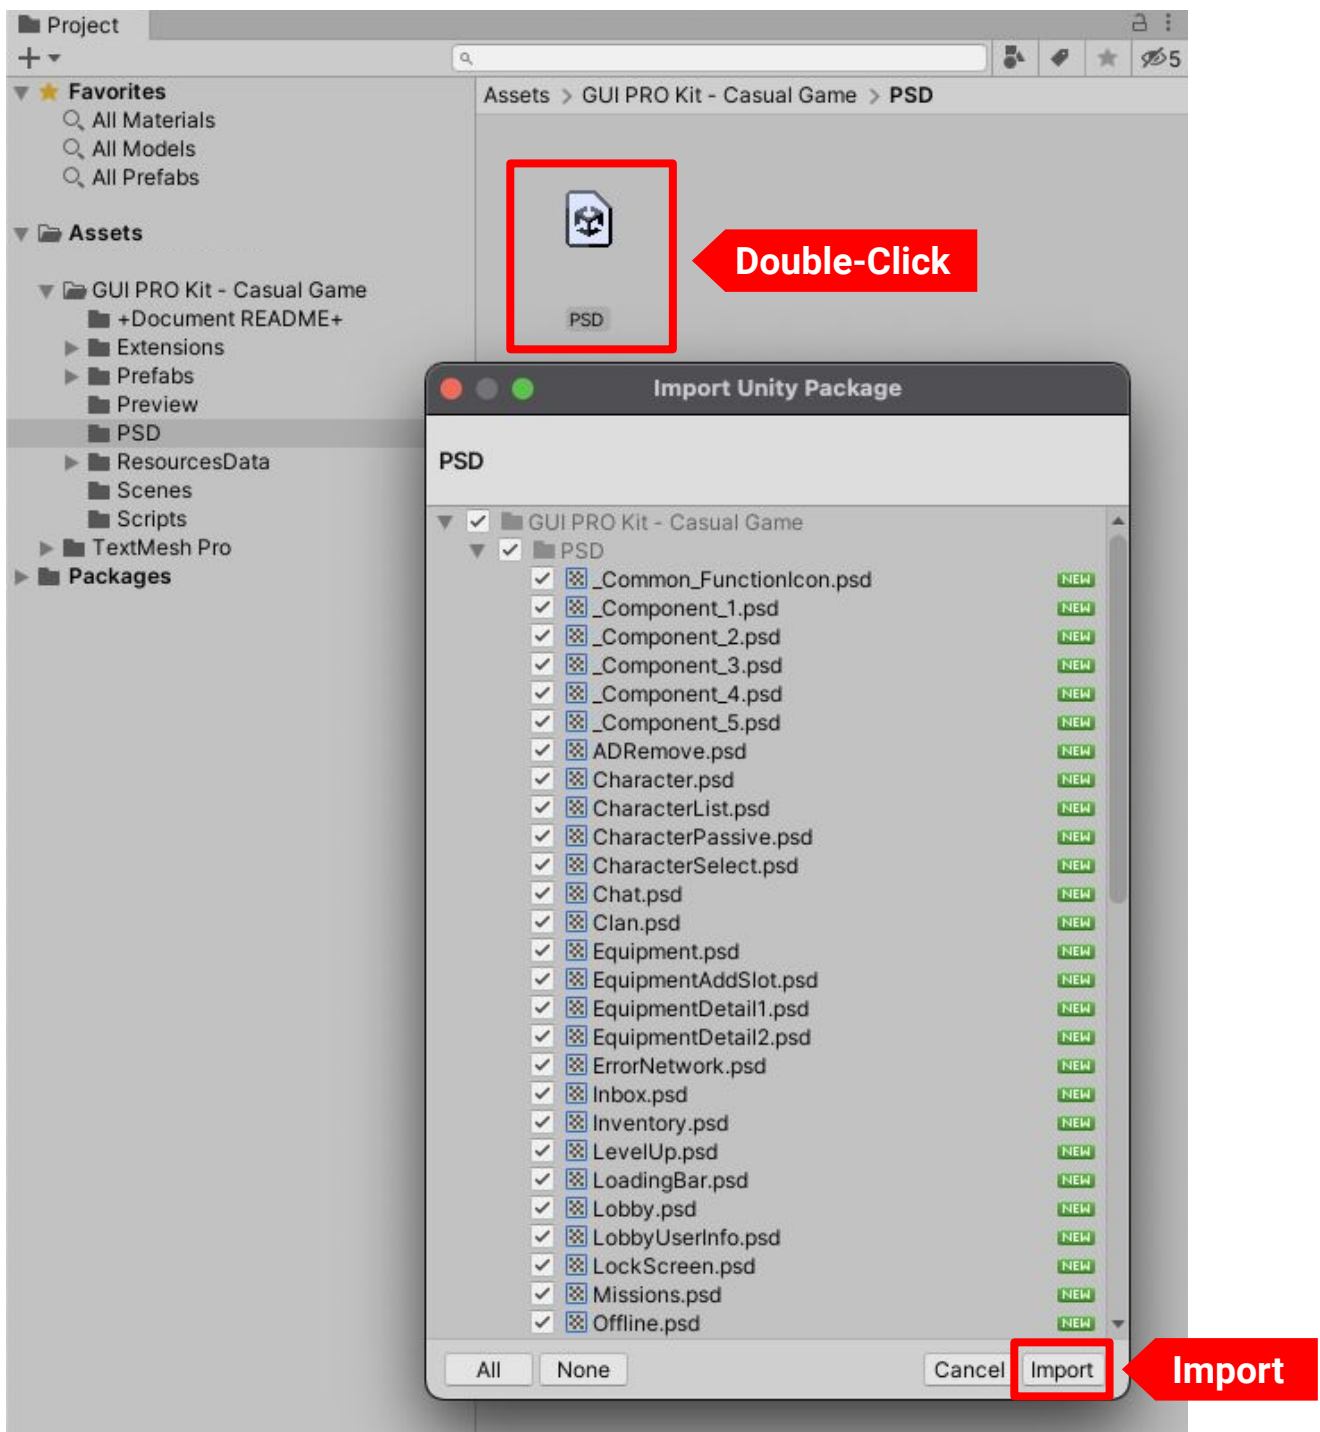 Project
5
Favorites
All Materials
All Models
All Prefabs
Assets
GUI PRO Kit - Casual Game
+Document README+
Extensions
Prefabs
Preview
PSD
ResourcesData
Scenes
Scripts
TextMesh Pro
Packages
Assets > GUI PRO Kit - Casual Game > PSD
PSD
Double-Click
Import Unity Package
PSD
GUI PRO Kit - Casual Game
PSD
_Common_FunctionIcon.psd NEW
_Component_1.psd NEW
_Component_2.psd NEW
_Component_3.psd NEW
_Component_4.psd NEW
_Component_5.psd NEW
ADRemove.psd NEW
Character.psd NEW
CharacterList.psd NEW
CharacterPassive.psd NEW
CharacterSelect.psd NEW
Chat.psd NEW
Clan.psd NEW
Equipment.psd NEW
EquipmentAddSlot.psd NEW
EquipmentDetail1.psd NEW
EquipmentDetail2.psd NEW
ErrorNetwork.psd NEW
Inbox.psd NEW
Inventory.psd NEW
LevelUp.psd NEW
LoadingBar.psd NEW
Lobby.psd NEW
LobbyUserInfo.psd NEW
LockScreen.psd NEW
Missions.psd NEW
Offline.psd NEW
All None Cancel Import
Import